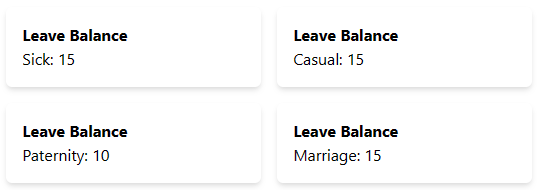 Leave Balance
Sick: 15
Leave Balance
Casual: 15
Leave Balance
Paternity: 10
Leave Balance
Marriage: 15